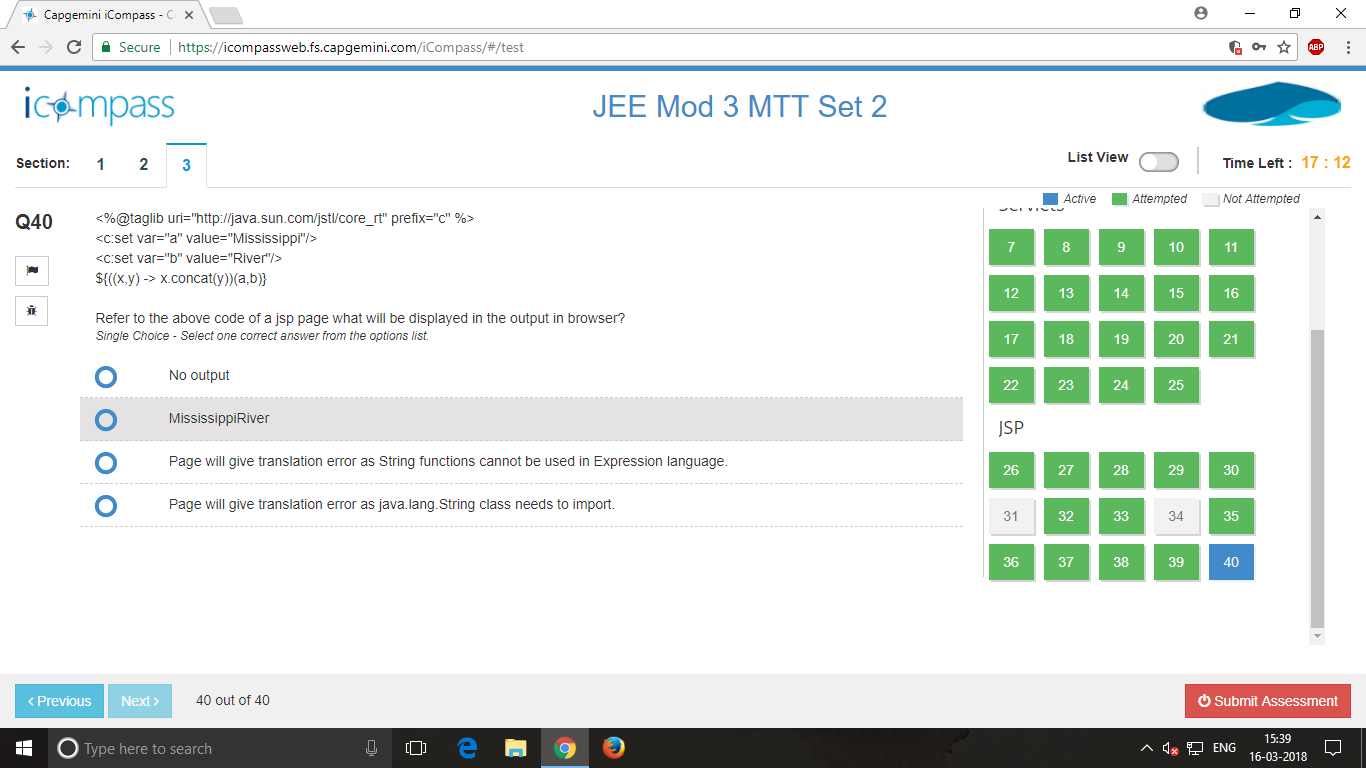 Capgemini iCompass - C
Secure https://icompassweb.fs.capgemini.com/iCompass/#/test
ABP
icompass
JEE Mod 3 MTT Set 2
Section: 1 2 3
List View
Time Left : 17 : 12
Active Attempted Not Attempted
Servlets
Q40
<%@taglib uri="http://java.sun.com/jstl/core_rt" prefix="c" %>
<c:set var="a" value="Mississippi"/>
<c:set var="b" value="River"/>
${((x,y) -> x.concat(y))(a,b)}
Refer to the above code of a jsp page what will be displayed in the output in browser?
Single Choice - Select one correct answer from the options list.
No output
MississippiRiver
Page will give translation error as String functions cannot be used in Expression language.
Page will give translation error as java.lang.String class needs to import.
7 8 9 10 11
12 13 14 15 16
17 18 19 20 21
22 23 24 25
JSP
26 27 28 29 30
31 32 33 34 35
36 37 38 39 40
Previous Next 40 out of 40
Submit Assessment
Type here to search
ENG
15:39
16-03-2018